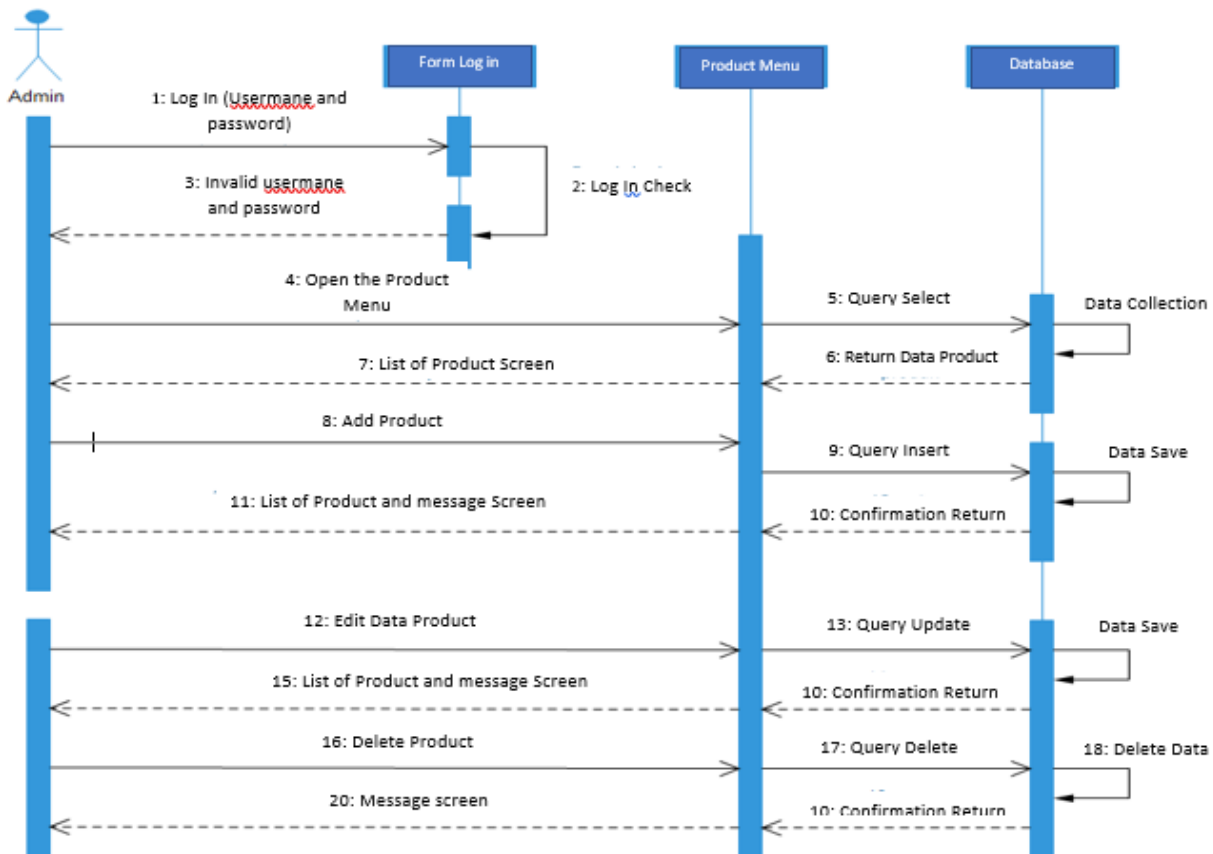 Form Log in
Product Menu
Database
Admin
1: Log In (Usermane and
password)
3: Invalid usermane
and password
2: Log In Check
4: Open the Product
Menu
5: Query Select
Data Collection
7: List of Product Screen
6: Return Data Product
8: Add Product
9: Query Insert
Data Save
11: List of Product and message Screen
10: Confirmation Return
12: Edit Data Product
13: Query Update
Data Save
15: List of Product and message Screen
10: Confirmation Return
16: Delete Product
17: Query Delete
18: Delete Data
20: Message screen
10: Confirmation Return